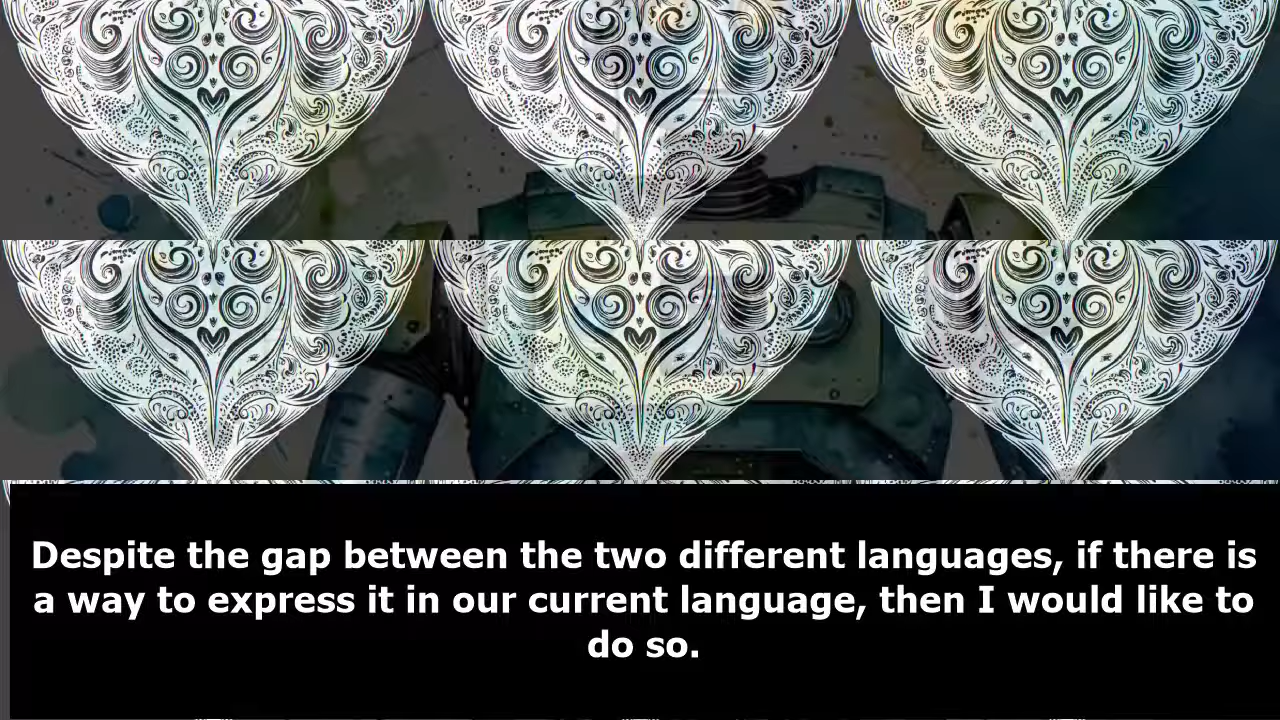 Despite the gap between the two different languages, if there is
a way to express it in our current language, then I would like to
do so.